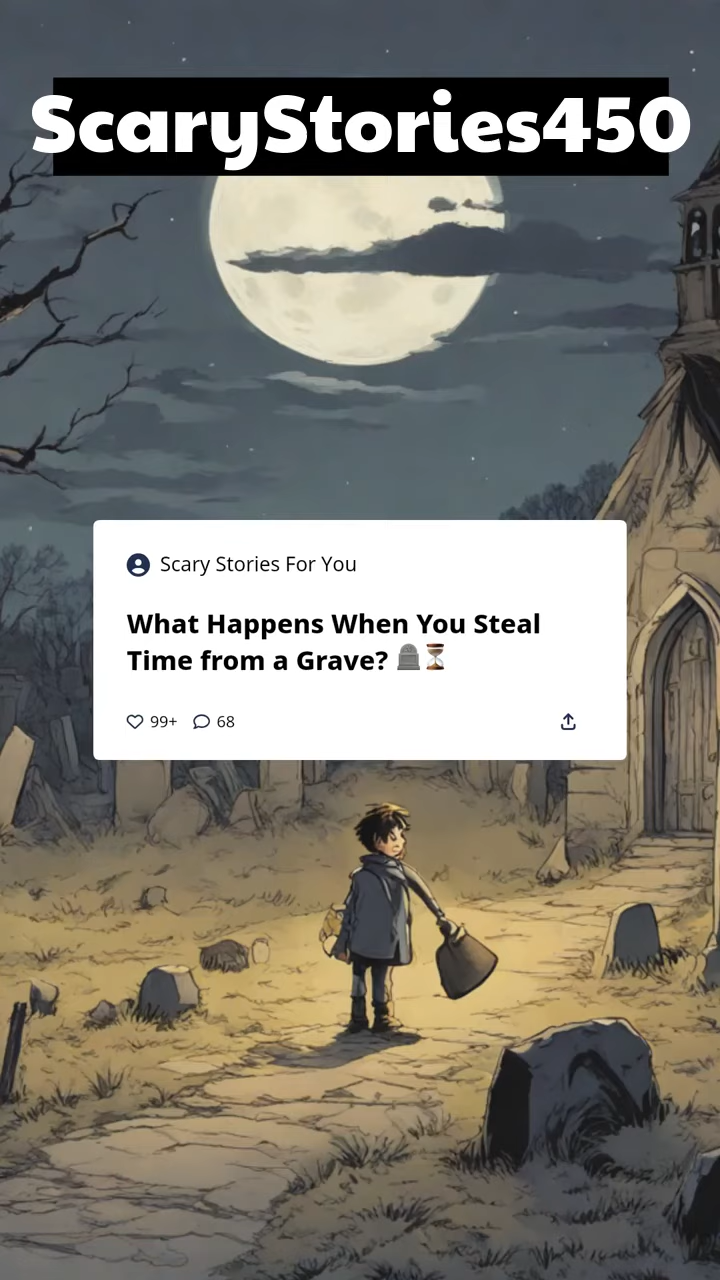 ScaryStories450
Scary Stories For You
What Happens When You Steal
Time from a Grave? 🪦⏳
99+ 68